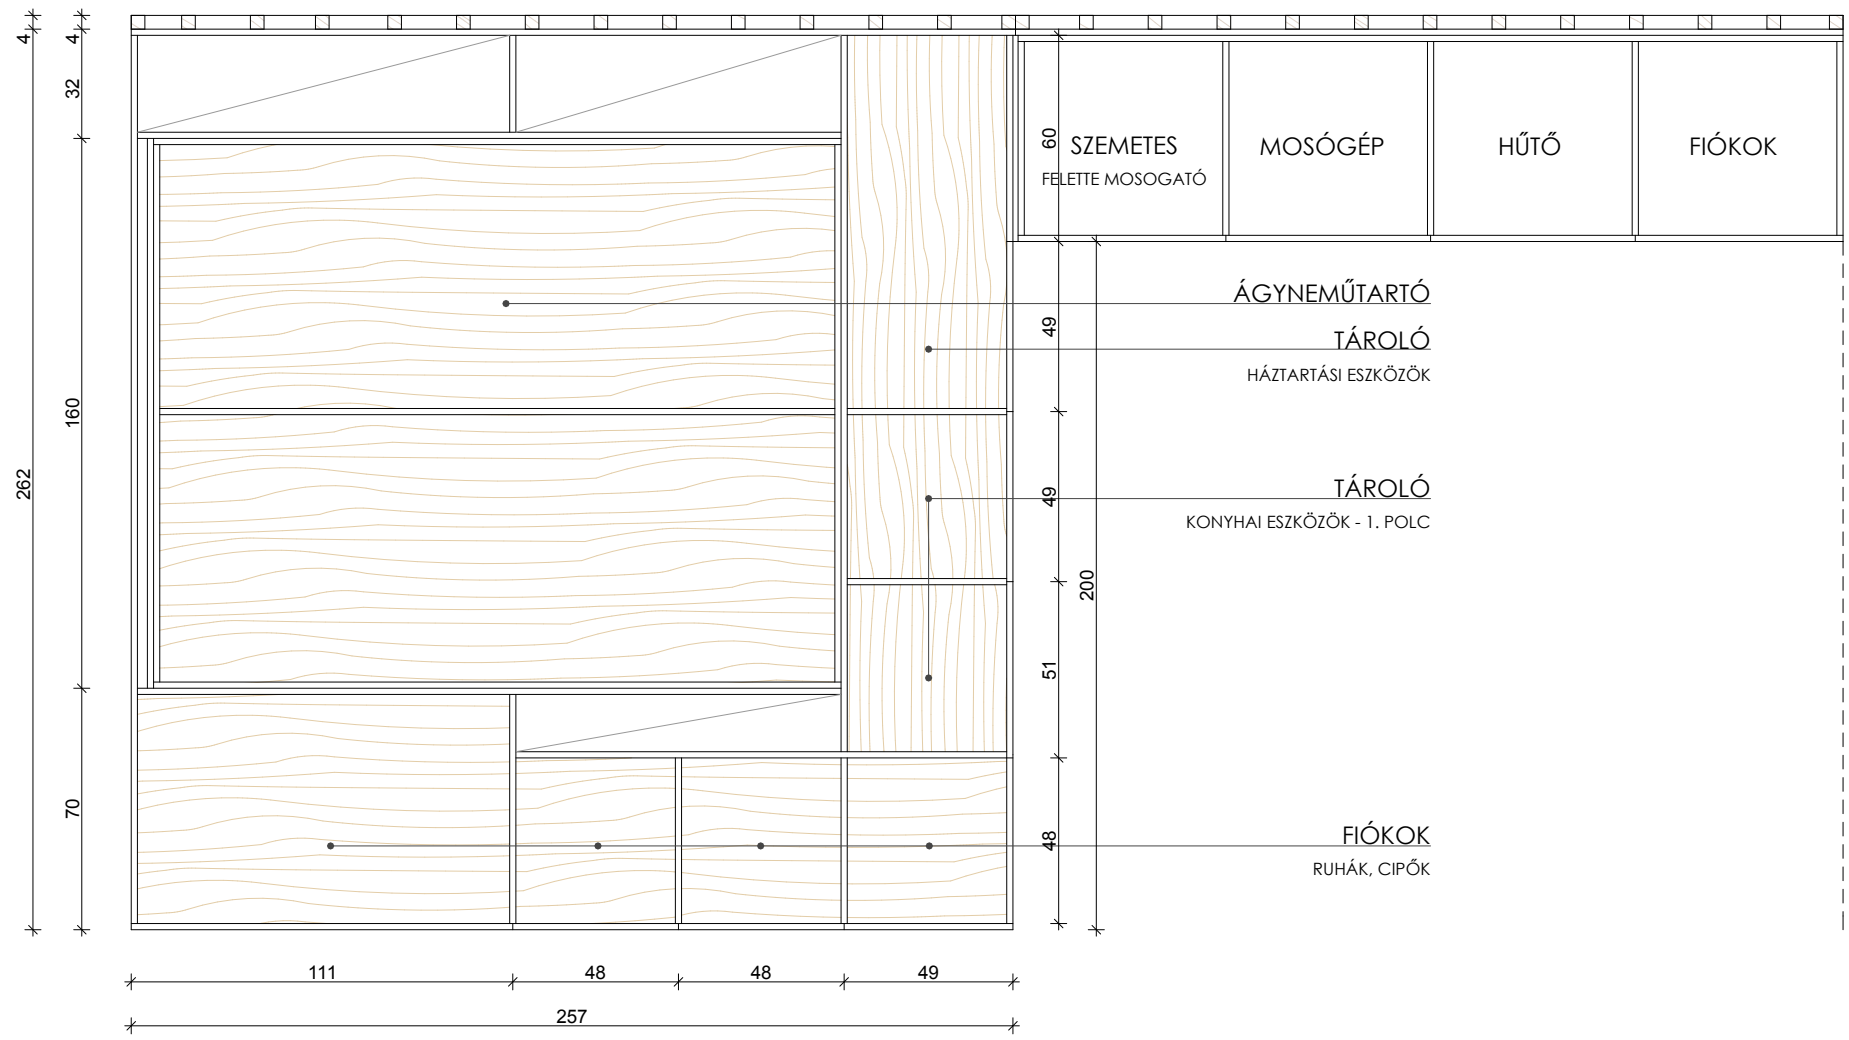 4
4
32
160
262
70
60
SZEMETES
FELETTE MOSOGATÓ
MOSÓGÉP
HŰTŐ
FIÓKOK
ÁGYNEMŰTARTÓ
49
TÁROLÓ
HÁZTARTÁSI ESZKÖZÖK
49
TÁROLÓ
KONYHAI ESZKÖZÖK - 1. POLC
200
51
48
FIÓKOK
RUHÁK, CIPŐK
111
48
48
49
257